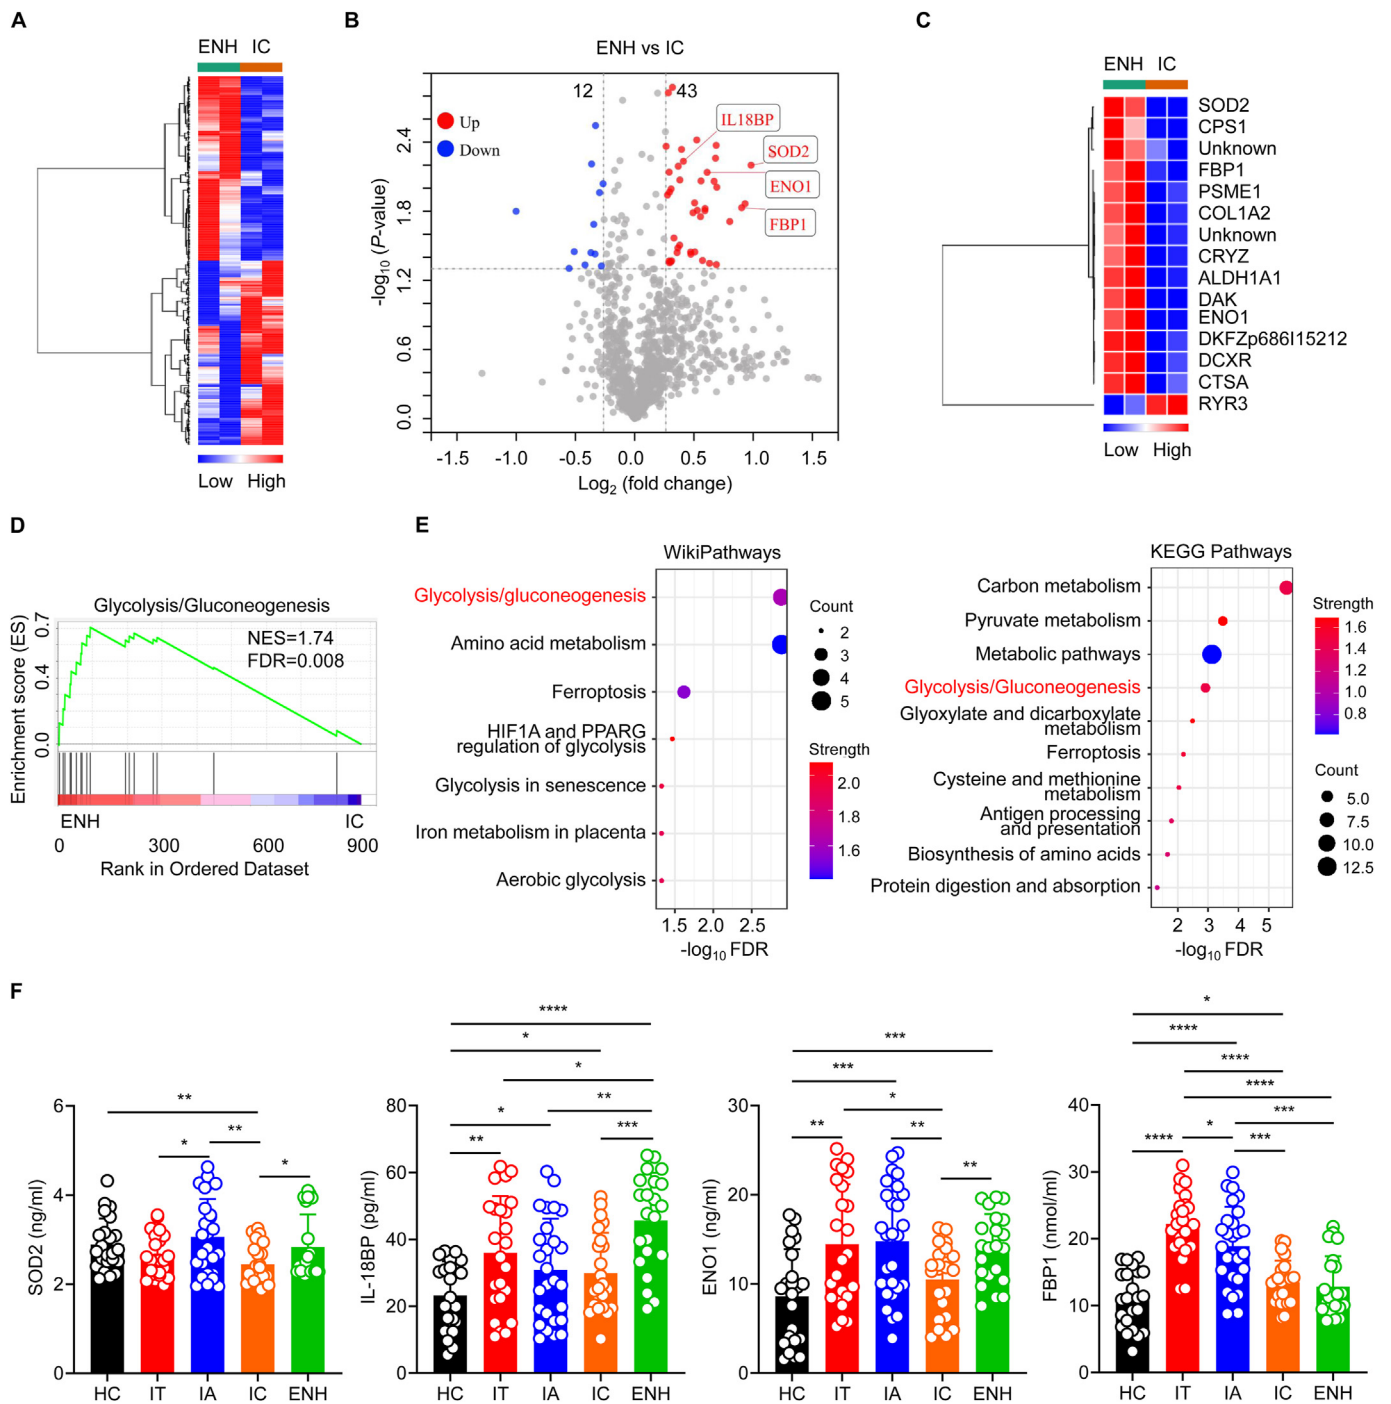 A
ENH IC
Low High
B
ENH vs IC
12
43
Up
Down
IL18BP
SOD2
ENO1
FBP1
-log10 (P-value)
2.4
1.8
1.2
0.6
0.0
-1.5 -1.0 -0.5 0.0 0.5 1.0 1.5
Log2 (fold change)
C
ENH IC
SOD2
CPS1
Unknown
FBP1
PSME1
COL1A2
Unknown
CRYZ
ALDH1A1
DAK
ENO1
DKFZp686I15212
DCXR
CTSA
RYR3
Low High
D
Glycolysis/Gluconeogenesis
NES=1.74
FDR=0.008
Enrichment score (ES)
0.7
0.4
0.0
ENH IC
0 300 600 900
Rank in Ordered Dataset
E
WikiPathways
Glycolysis/gluconeogenesis
Amino acid metabolism
Ferroptosis
HIF1A and PPARG
regulation of glycolysis
Glycolysis in senescence
Iron metabolism in placenta
Aerobic glycolysis
1.5 2.0 2.5
-log10 FDR
Count
2
3
4
5
Strength
2.0
1.8
1.6
KEGG Pathways
Carbon metabolism
Pyruvate metabolism
Metabolic pathways
Glycolysis/Gluconeogenesis
Glyoxylate and dicarboxylate
metabolism
Ferroptosis
Cysteine and methionine
metabolism
Antigen processing
and presentation
Biosynthesis of amino acids
Protein digestion and absorption
2 3 4 5
-log10 FDR
Strength
1.6
1.4
1.2
1.0
0.8
Count
5.0
7.5
10.0
12.5
F
SOD2 (ng/ml)
6
4
2
0
**
**
*
*
HC IT IA IC ENH
IL-18BP (pg/ml)
80
60
40
20
0
****
*
*
**
*
***
**
HC IT IA IC ENH
ENO1 (ng/ml)
30
20
10
0
***
***
*
**
**
**
HC IT IA IC ENH
FBP1 (nmol/ml)
40
30
20
10
0
*
****
****
****
***
****
*
***
HC IT IA IC ENH